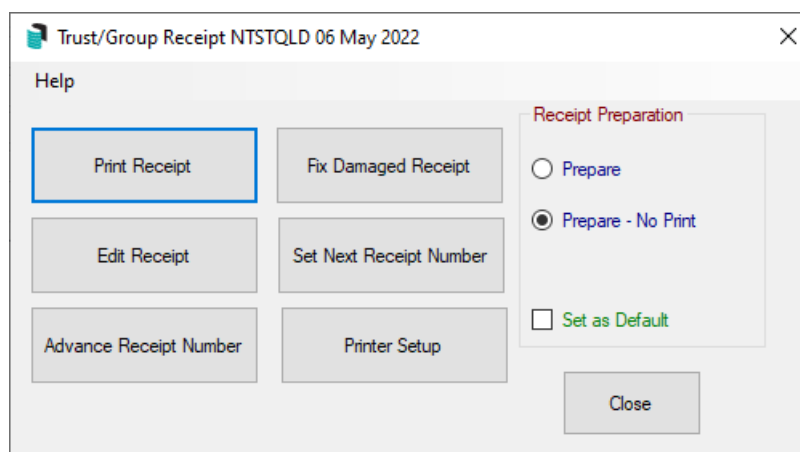 Trust/Group Receipt NTSTQLD 06 May 2022
Help
Print Receipt
Fix Damaged Receipt
Edit Receipt
Set Next Receipt Number
Advance Receipt Number
Printer Setup
Receipt Preparation
Prepare
Prepare - No Print
Set as Default
Close